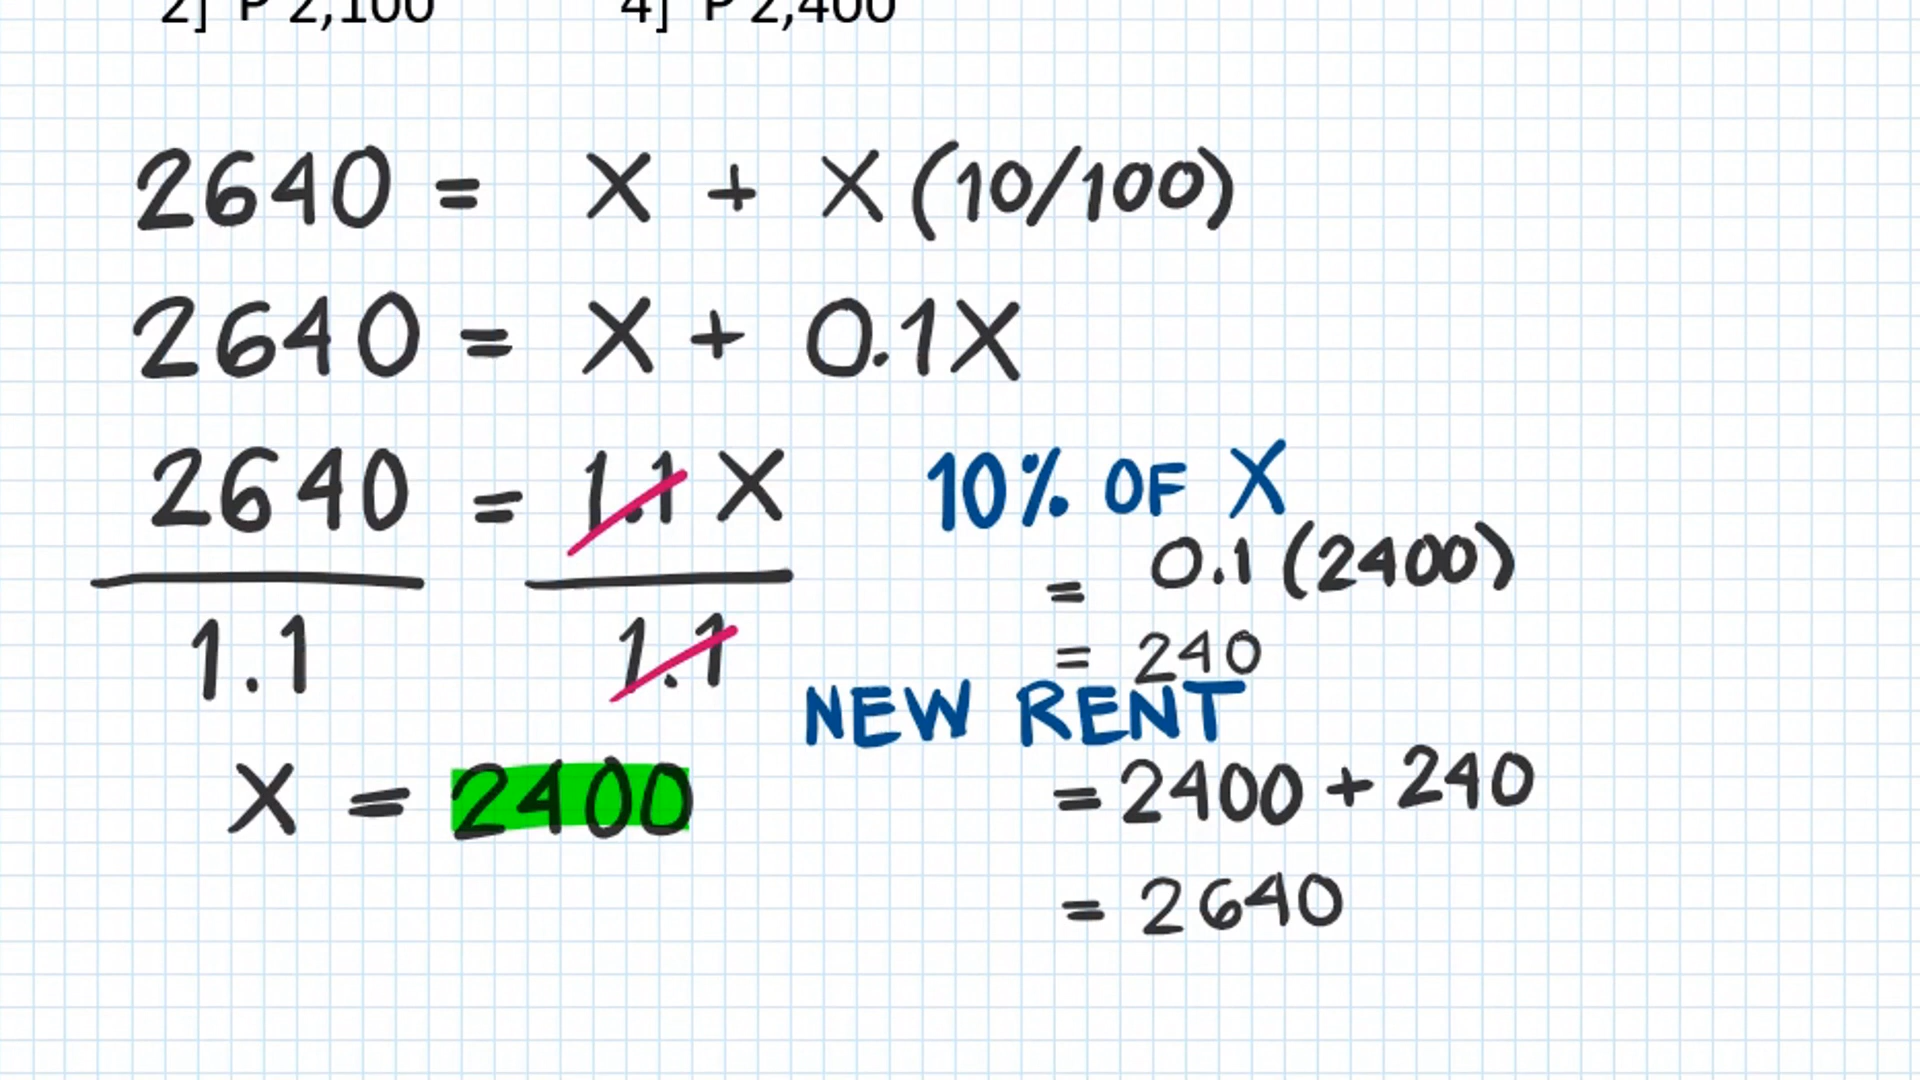 2] P 2,100 4] P 2,400
2640 = X + X (10/100)
2640 = X + 0.1X
2640 = 1.1 X
1.1 1.1
X = 2400
10% OF X
= 0.1 (2400)
= 240
NEW RENT
= 2400 + 240
= 2640